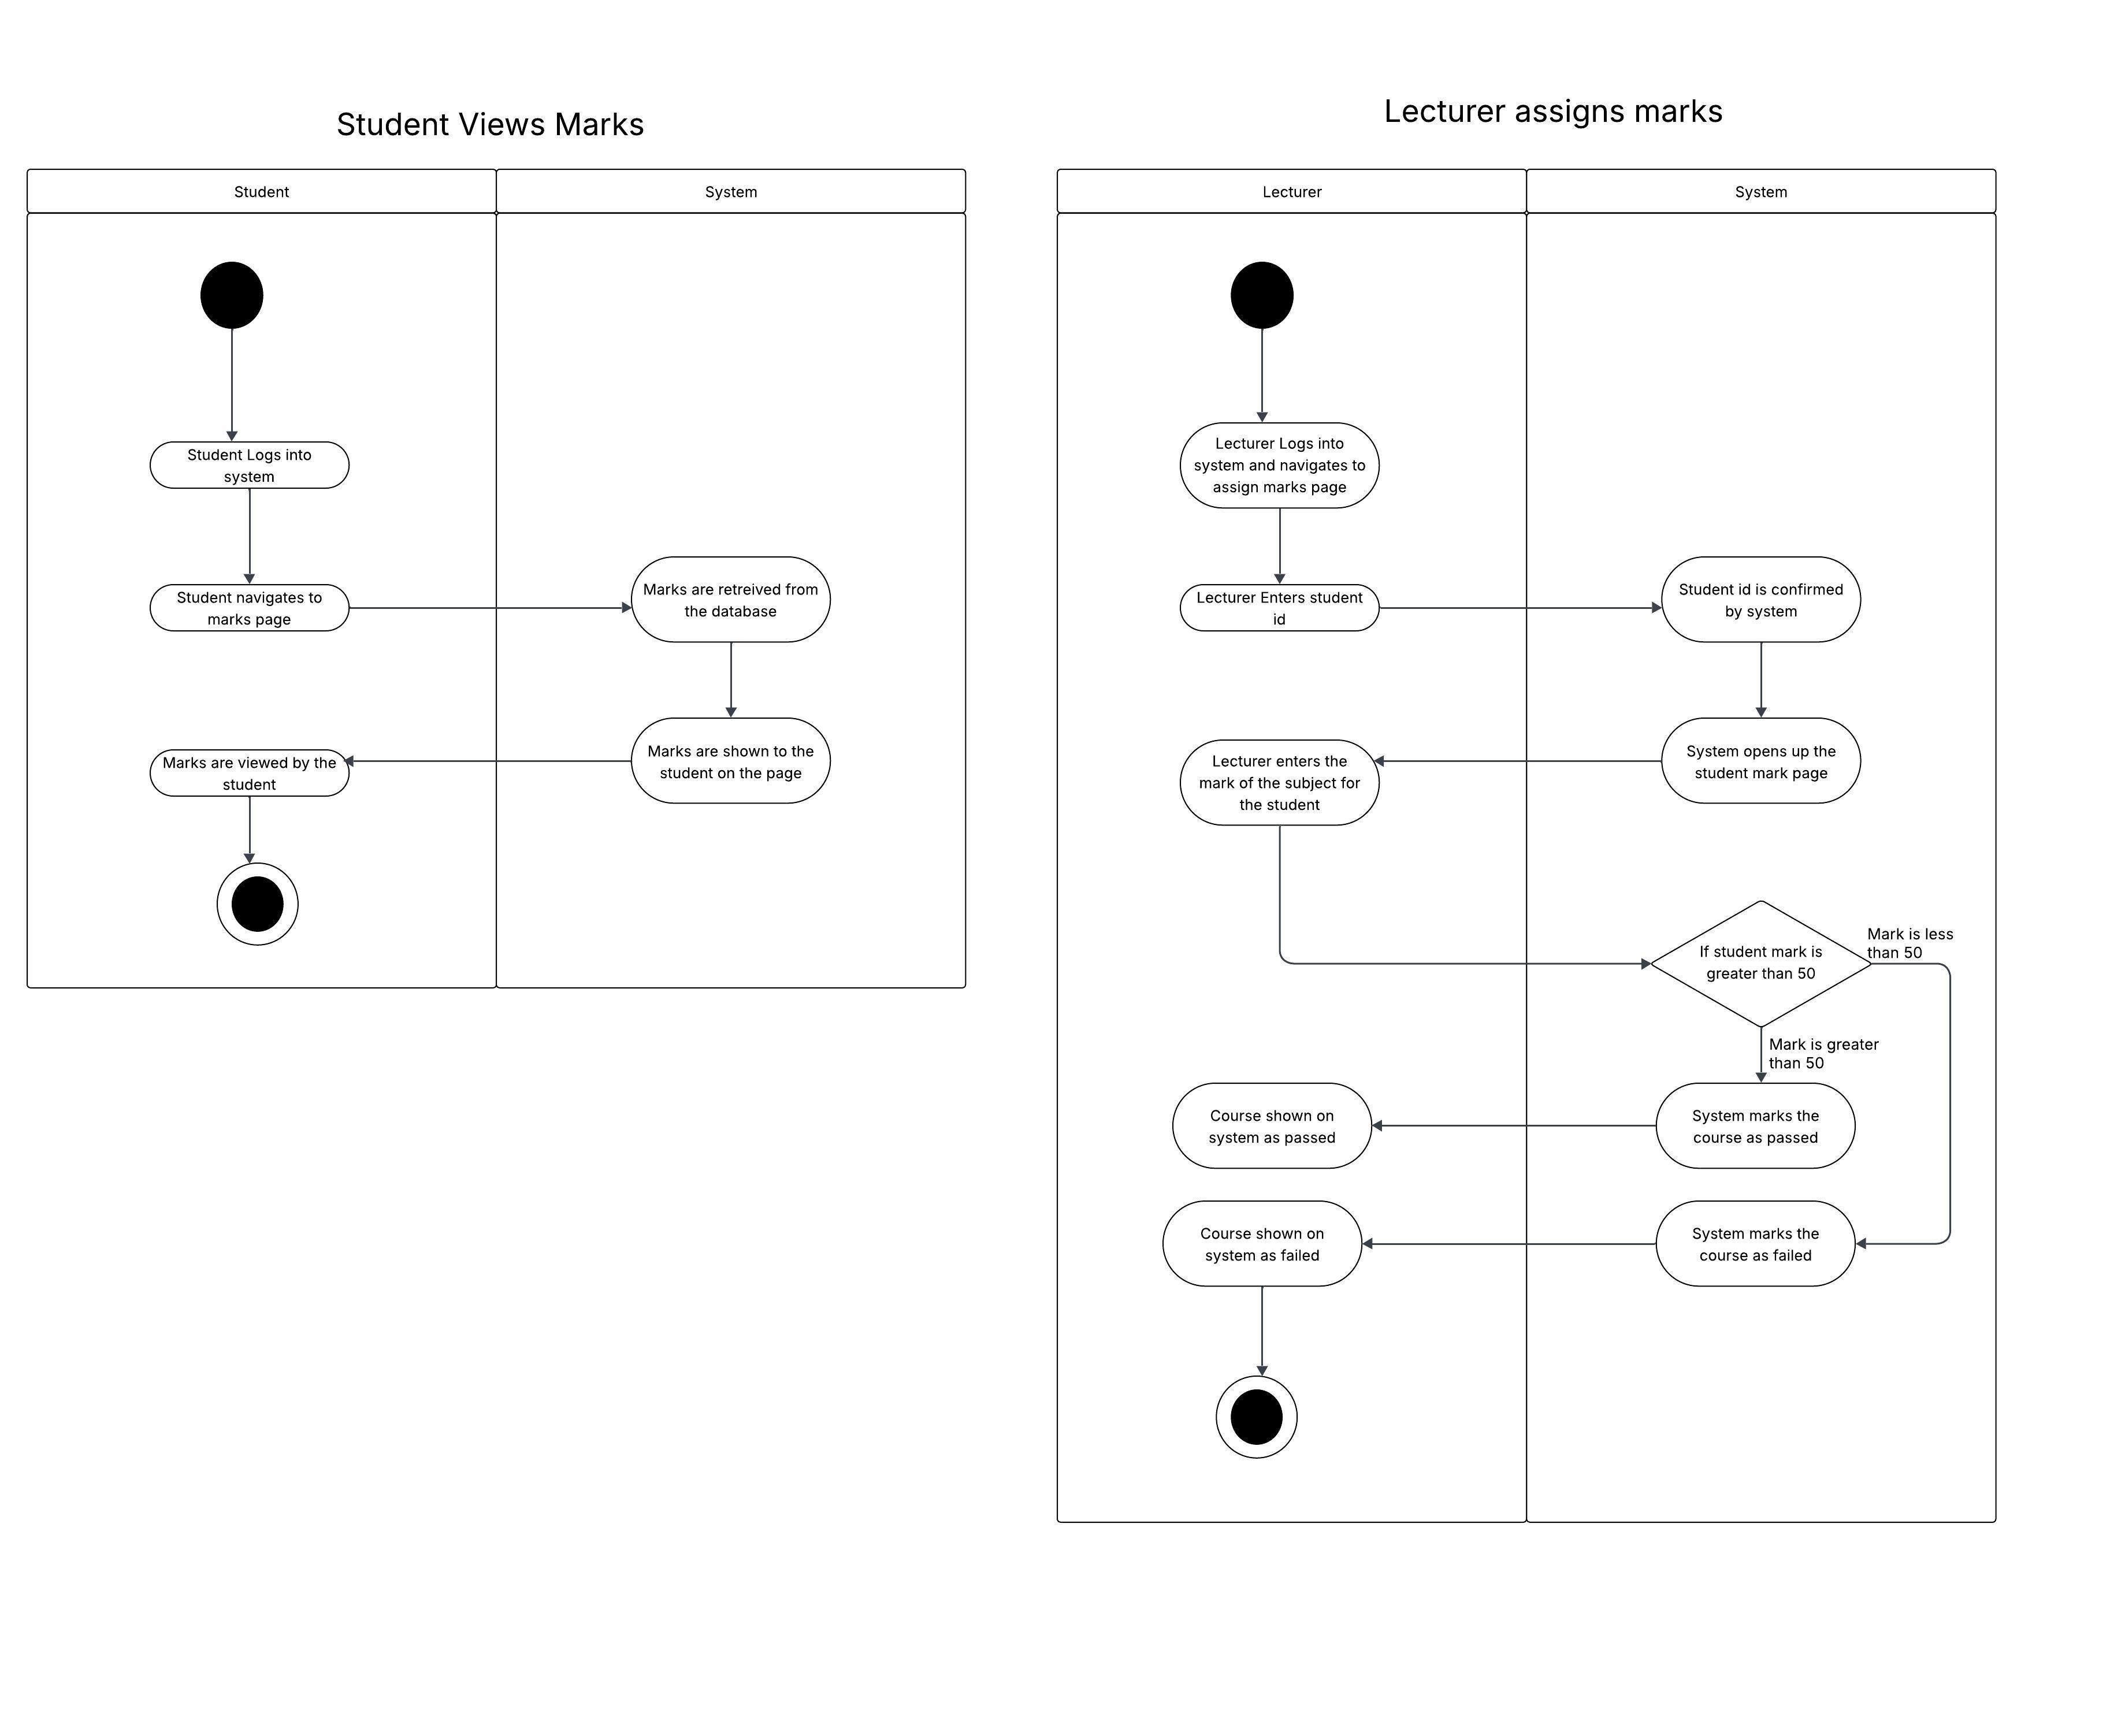 Student Views Marks
Student
System
Student Logs into
system
Student navigates to
marks page
Marks are retreived from
the database
Marks are shown to the
student on the page
Marks are viewed by the
student
Lecturer assigns marks
Lecturer
System
Lecturer Logs into
system and navigates to
assign marks page
Lecturer Enters student
id
Student id is confirmed
by system
System opens up the
student mark page
Lecturer enters the
mark of the subject for
the student
If student mark is
greater than 50
Mark is less
than 50
Mark is greater
than 50
System marks the
course as passed
Course shown on
system as passed
System marks the
course as failed
Course shown on
system as failed